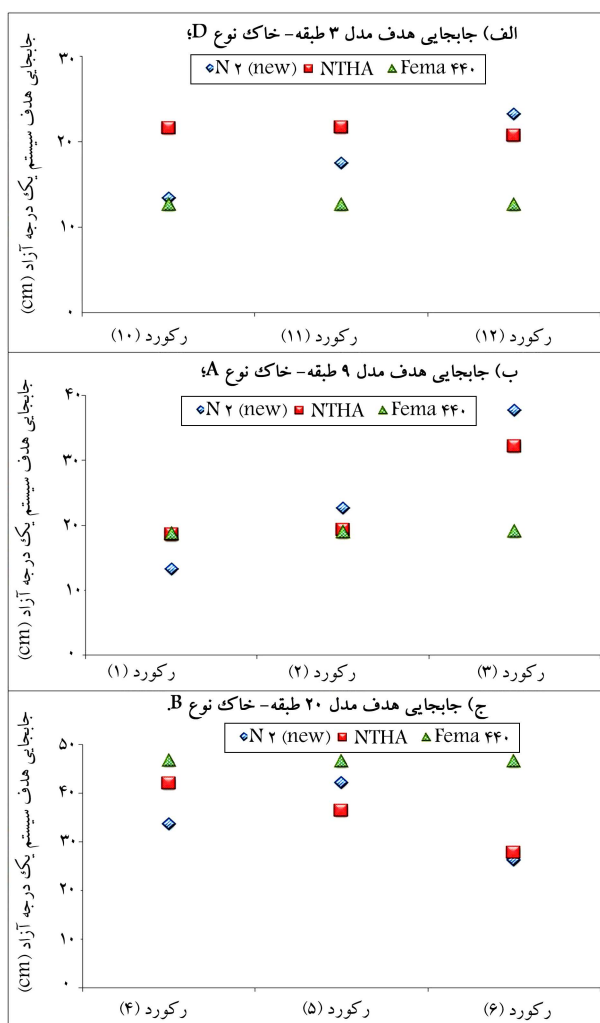 الف) جابجایی هدف مدل ۳ طبقه- خاک نوع D؛
N ۲ (new) NTHA Fema ۴۴۰
جابجایی هدف سیستم یک درجه آزاد (cm)
۳۰
۲۰
۱۰
۰
رکورد (۱۰) رکورد (۱۱) رکورد (۱۲)
ب) جابجایی هدف مدل ۹ طبقه- خاک نوع A؛
N ۲ (new) NTHA Fema ۴۴۰
جابجایی هدف سیستم یک درجه آزاد (cm)
۴۰
۳۰
۲۰
۱۰
۰
رکورد (۱) رکورد (۲) رکورد (۳)
ج) جابجایی هدف مدل ۲۰ طبقه- خاک نوع B.
N ۲ (new) NTHA Fema ۴۴۰
جابجایی هدف سیستم یک درجه آزاد (cm)
۵۰
۴۰
۳۰
۲۰
۱۰
۰
رکورد (۴) رکورد (۵) رکورد (۶)